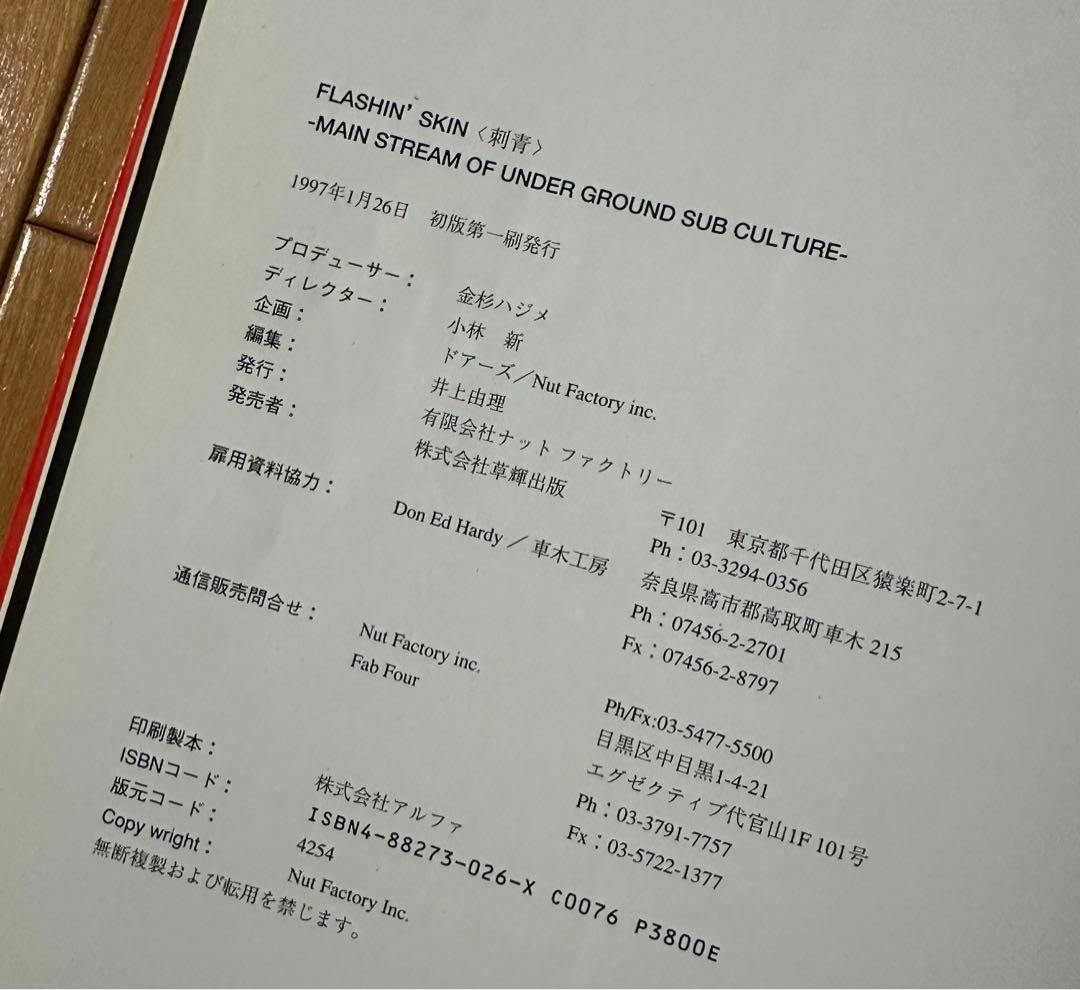 FLASHIN' SKIN〈刺青〉
-MAIN STREAM OF UNDER GROUND SUB CULTURE-
1997年1月26日　初版第一刷発行
プロデューサー： 金杉ハジメ
ディレクター： 小林　新
企画： ドアーズ／Nut Factory inc.
編集： 井上由理
発行： 有限会社ナット ファクトリー
発売者： 株式会社草輝出版
〒101　東京都千代田区猿楽町2-7-1
Ph：03-3294-0356
扉用資料協力： Don Ed Hardy ／ 車木工房
奈良県高市郡高取町車木 215
Ph：07456-2-2701
Fx：07456-2-8797
通信販売問合せ： Nut Factory inc.
Ph/Fx:03-5477-5500
Fab Four
目黒区中目黒1-4-21
エグゼクティブ代官山1F 101号
Ph：03-3791-7757
Fx：03-5722-1377
印刷製本： 株式会社アルファ
ISBNコード： ISBN4-88273-026-X C0076 P3800E
版元コード： 4254
Copy wright： Nut Factory Inc.
無断複製および転用を禁じます。